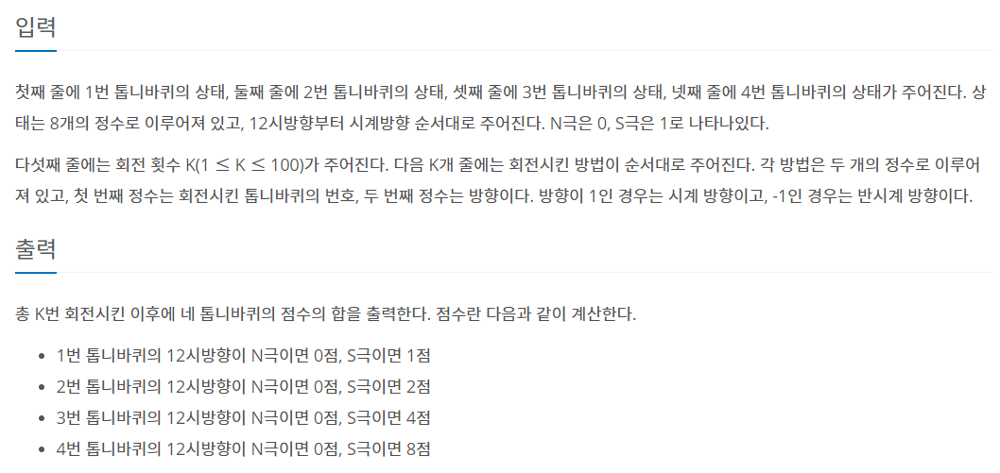 입력
첫째 줄에 1번 톱니바퀴의 상태, 둘째 줄에 2번 톱니바퀴의 상태, 셋째 줄에 3번 톱니바퀴의 상태, 넷째 줄에 4번 톱니바퀴의 상태가 주어진다. 상
태는 8개의 정수로 이루어져 있고, 12시방향부터 시계방향 순서대로 주어진다. N극은 0, S극은 1로 나타나있다.
다섯째 줄에는 회전 횟수 K(1 ≤ K ≤ 100)가 주어진다. 다음 K개 줄에는 회전시킨 방법이 순서대로 주어진다. 각 방법은 두 개의 정수로 이루어
져 있고, 첫 번째 정수는 회전시킨 톱니바퀴의 번호, 두 번째 정수는 방향이다. 방향이 1인 경우는 시계 방향이고, -1인 경우는 반시계 방향이다.
출력
총 K번 회전시킨 이후에 네 톱니바퀴의 점수의 합을 출력한다. 점수란 다음과 같이 계산한다.
• 1번 톱니바퀴의 12시방향이 N극이면 0점, S극이면 1점
• 2번 톱니바퀴의 12시방향이 N극이면 0점, S극이면 2점
• 3번 톱니바퀴의 12시방향이 N극이면 0점, S극이면 4점
• 4번 톱니바퀴의 12시방향이 N극이면 0점, S극이면 8점